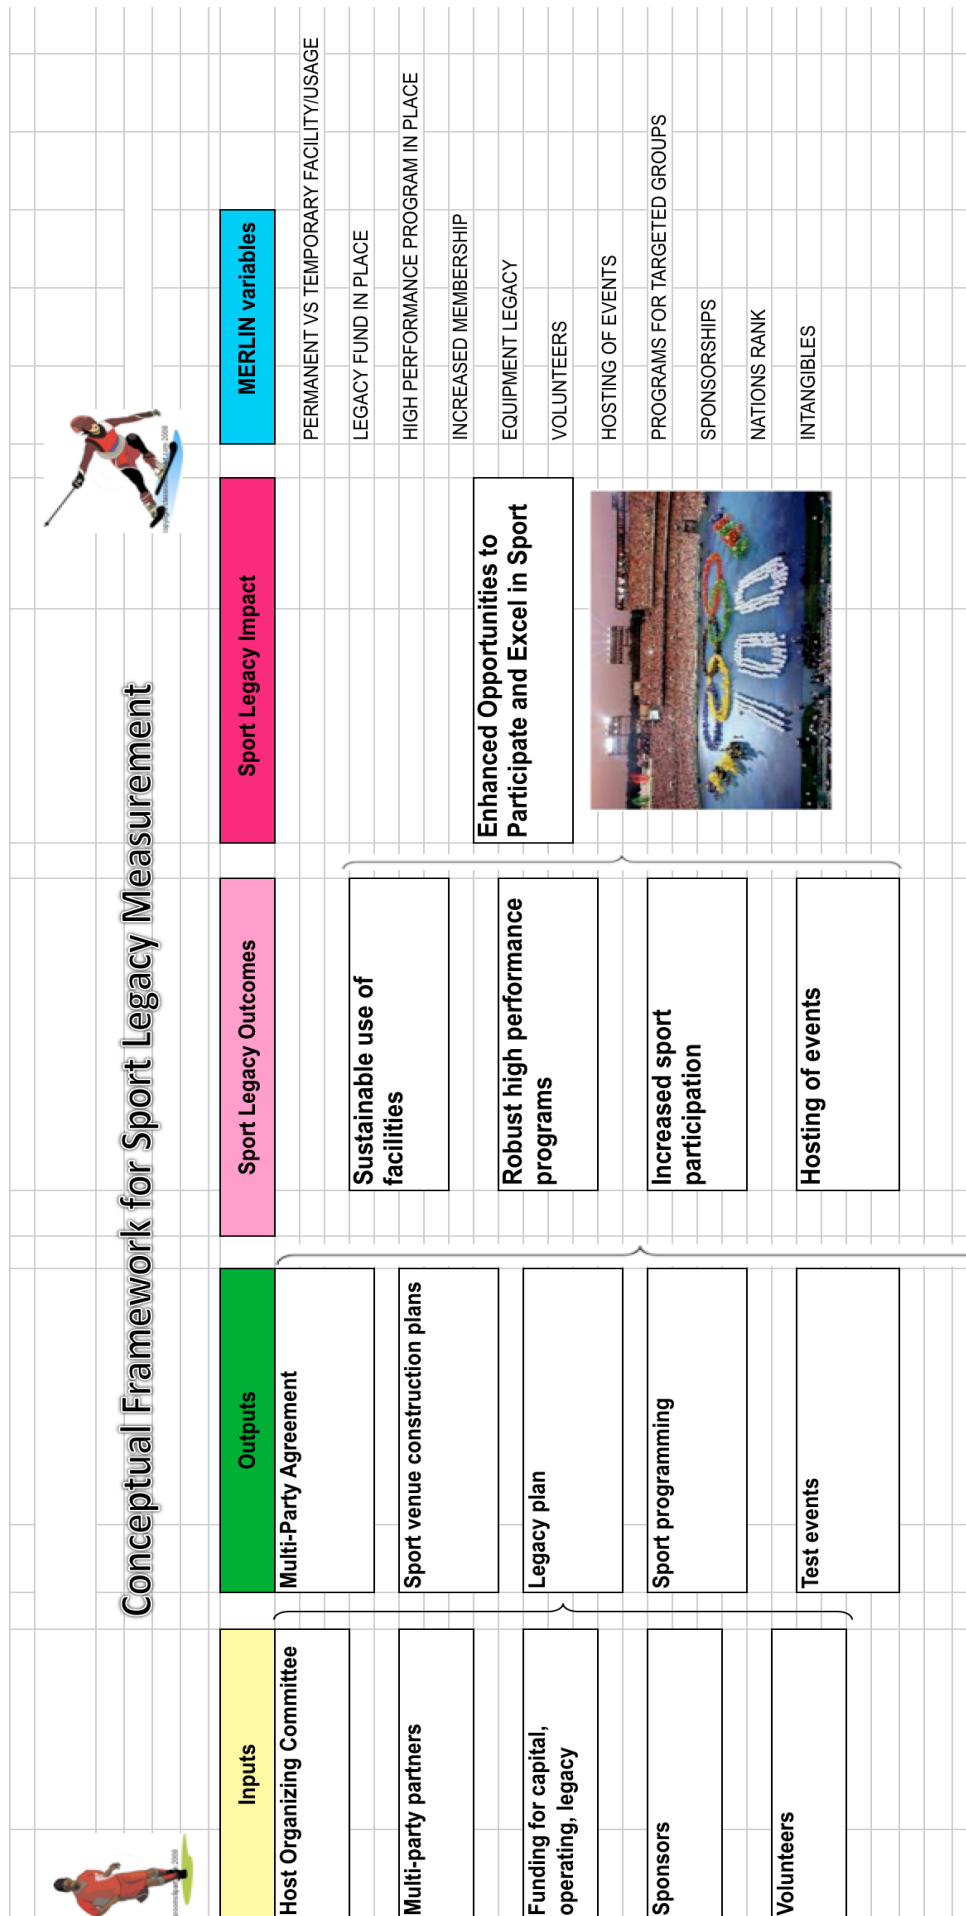 Conceptual Framework for Sport Legacy Measurement
Inputs
Host Organizing Committee
Multi-party partners
Funding for capital,
operating, legacy
Sponsors
Volunteers
Outputs
Multi-Party Agreement
Sport venue construction plans
Legacy plan
Sport programming
Test events
Sport Legacy Outcomes
Sustainable use of
facilities
Robust high performance
programs
Increased sport
participation
Hosting of events
Sport Legacy Impact
Enhanced Opportunities to
Participate and Excel in Sport
MERLIN variables
PERMANENT VS TEMPORARY FACILITY/USAGE
LEGACY FUND IN PLACE
HIGH PERFORMANCE PROGRAM IN PLACE
INCREASED MEMBERSHIP
EQUIPMENT LEGACY
VOLUNTEERS
HOSTING OF EVENTS
PROGRAMS FOR TARGETED GROUPS
SPONSORSHIPS
NATIONS RANK
INTANGIBLES